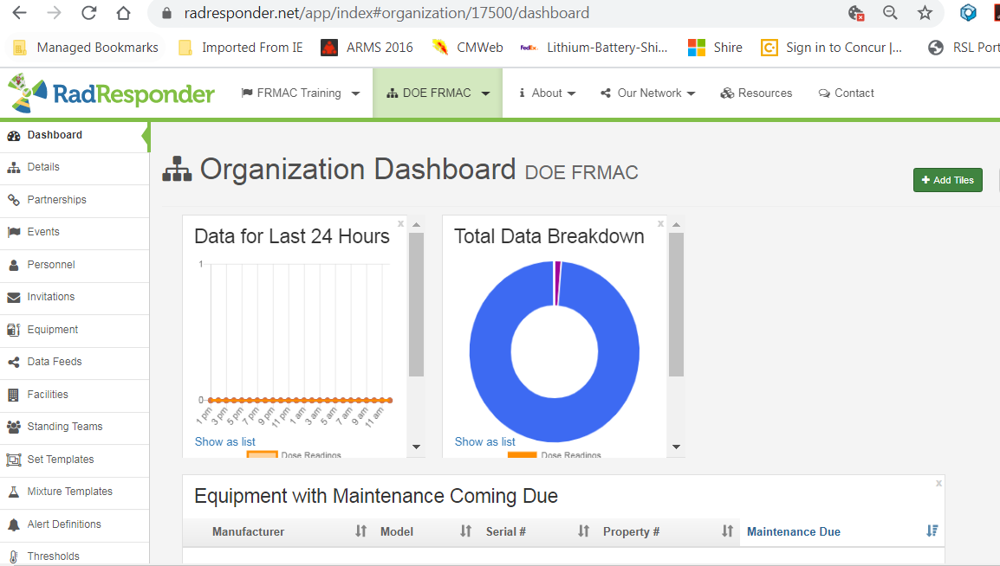 radresponder.net/app/index#organization/17500/dashboard
Managed Bookmarks Imported From IE ARMS 2016 CMWeb FedEx Lithium-Battery-Shi... Shire Sign in to Concur |... RSL Port
RadResponder FRMAC Training DOE FRMAC About Our Network Resources Contact
Dashboard
Details
Partnerships
Events
Personnel
Invitations
Equipment
Data Feeds
Facilities
Standing Teams
Set Templates
Mixture Templates
Alert Definitions
Thresholds
Organization Dashboard DOE FRMAC
+ Add Tiles
x
Data for Last 24 Hours
1
0
1 pm 3 pm 5 pm 7 pm 9 pm 11 pm 1 am 3 am 5 am 7 am 9 am 11 am
Show as list
Dose Readings
x
Total Data Breakdown
Show as list
Dose Readings
x
Equipment with Maintenance Coming Due
Manufacturer Model Serial # Property # Maintenance Due